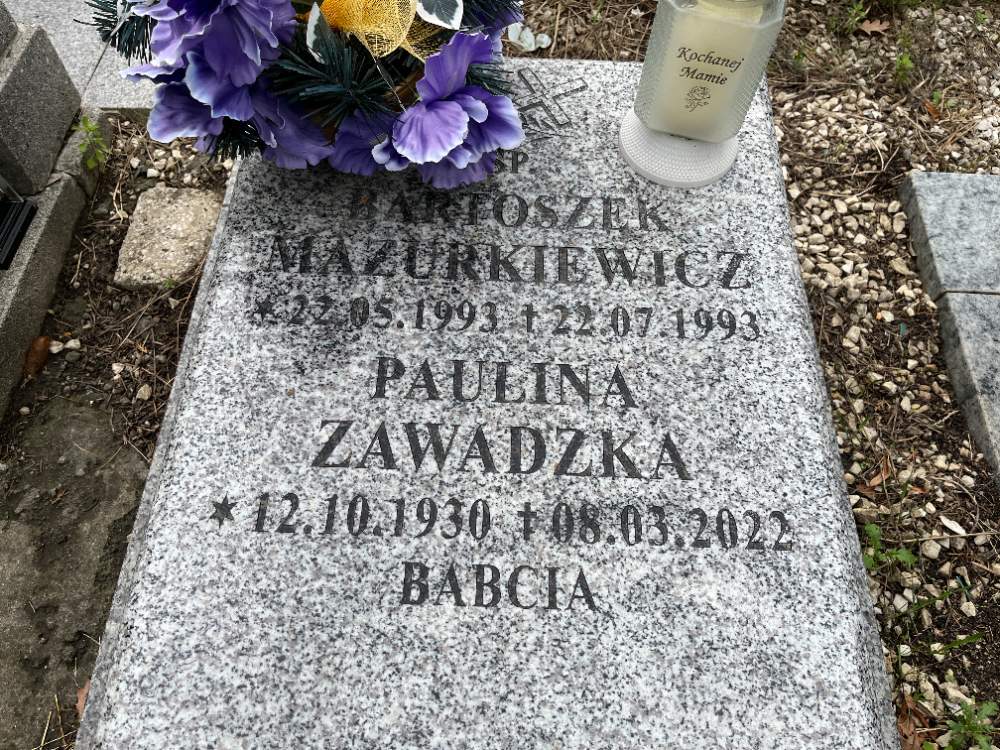 Kochanej
Mamie
ŚP
BARTOSZEK
MAZURKIEWICZ
★22.05.1993 †22.07.1993
PAULINA
ZAWADZKA
★12.10.1930 †08.03.2022
BABCIA